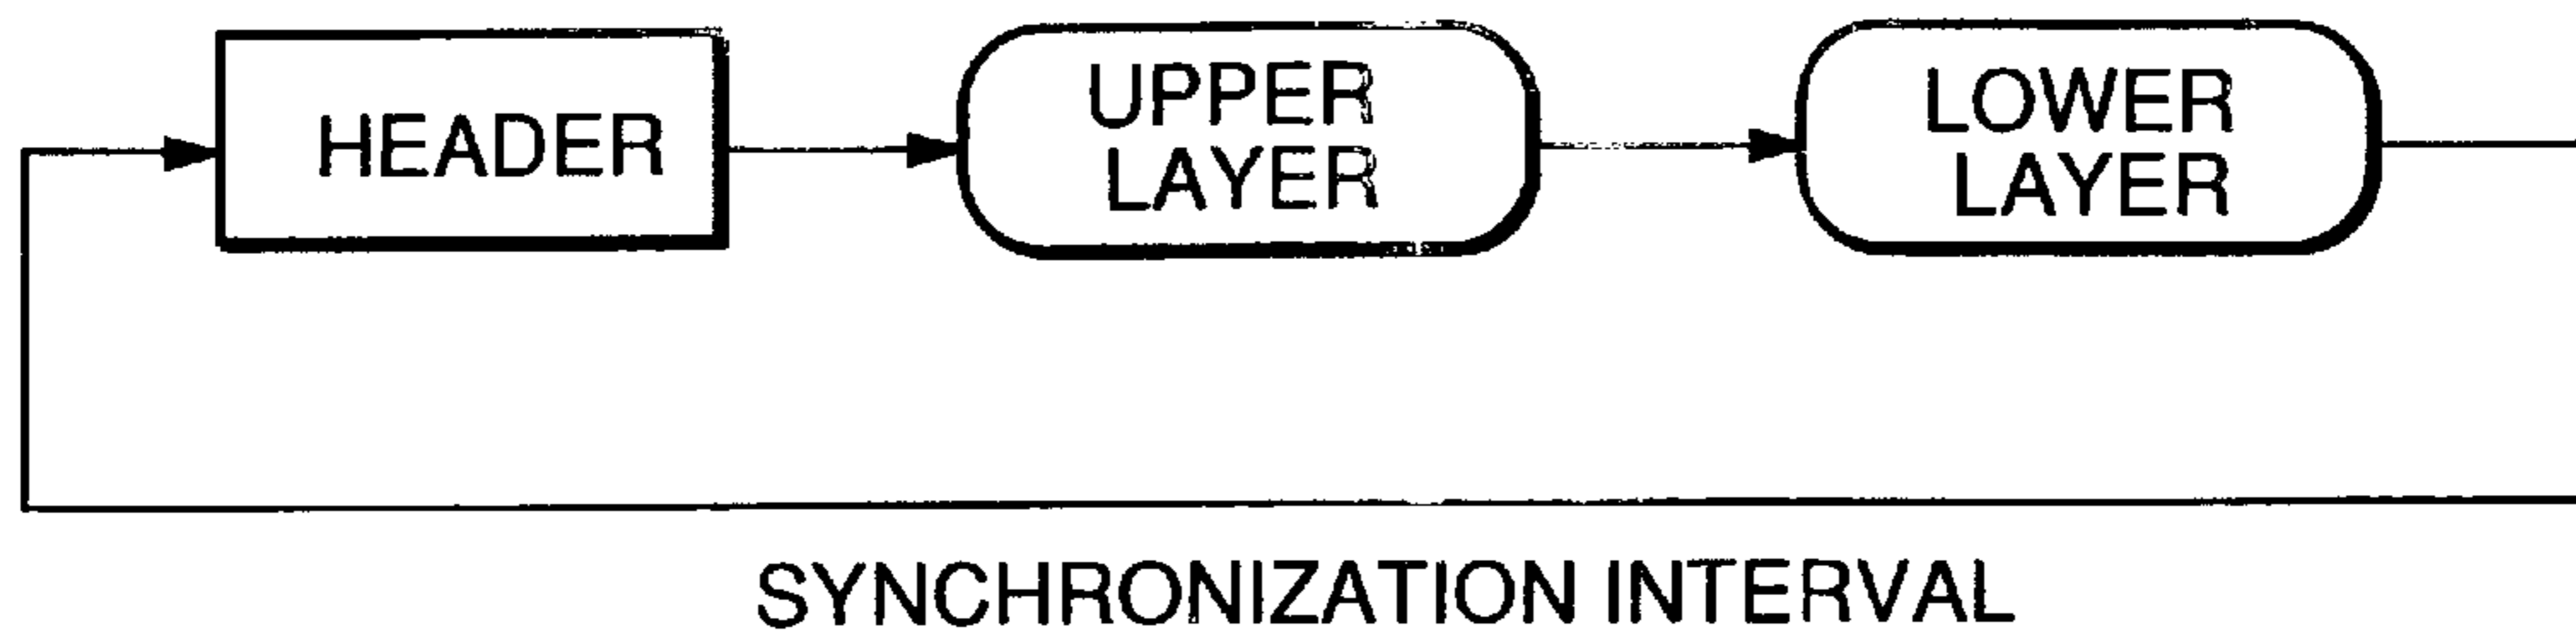 HEADER
UPPER
LAYER
LOWER
LAYER
SYNCHRONIZATION INTERVAL